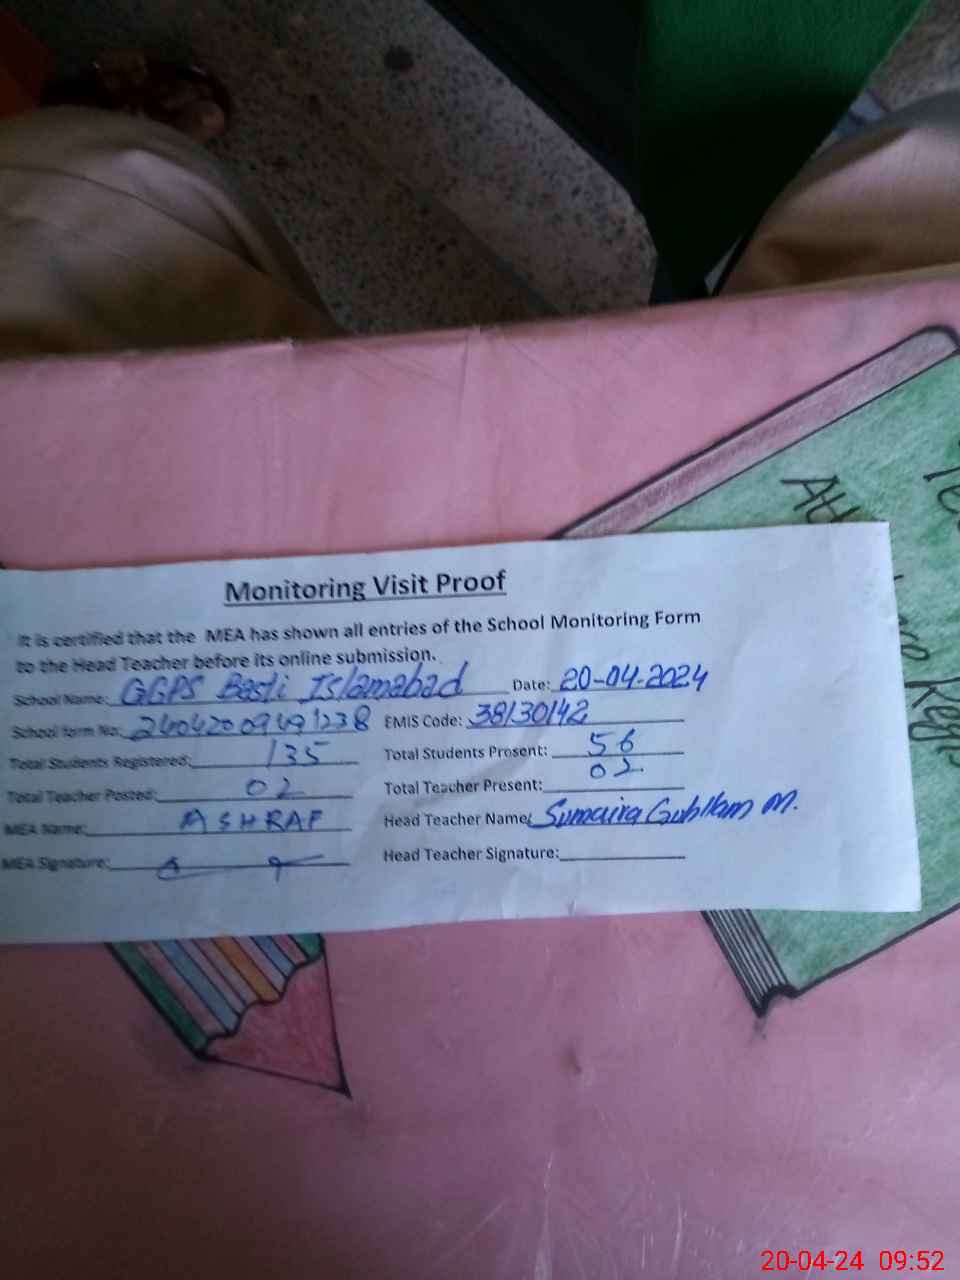 Monitoring Visit Proof
It is certified that the MEA has shown all entries of the School Monitoring Form
to the Head Teacher before its online submission.
School Name: GGPS Basti Islamabad Date: 20-04-2024
School form No: EMIS Code: 38130142
Total Students Registered: 135 Total Students Present: 56
Total Teacher Posted: 02 Total Teacher Present: 02
MEA Name: ASHRAF Head Teacher Name: Sumaira Gubllam M.
MEA Signature: Head Teacher Signature:
20-04-24 09:52